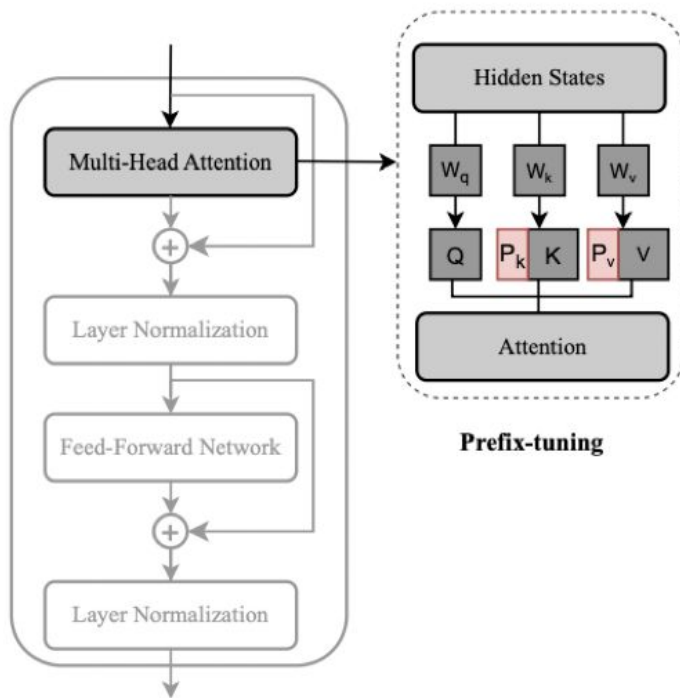 Multi-Head Attention
+
Layer Normalization
Feed-Forward Network
+
Layer Normalization
Hidden States
Wq Wk Wv
Q Pk K Pv V
Attention
Prefix-tuning